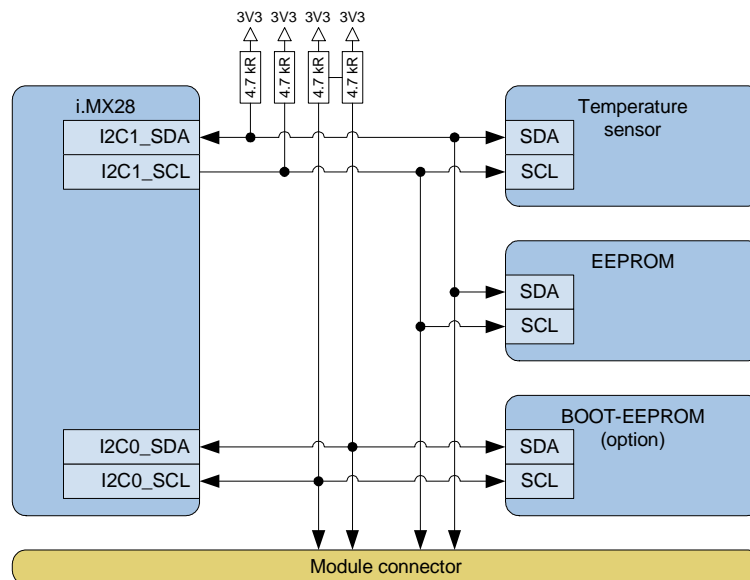 3V3 3V3 3V3 3V3
4.7 kR 4.7 kR 4.7 kR 4.7 kR
i.MX28
I2C1_SDA
I2C1_SCL
I2C0_SDA
I2C0_SCL
Temperature
sensor
SDA
SCL
EEPROM
SDA
SCL
BOOT-EEPROM
(option)
SDA
SCL
Module connector